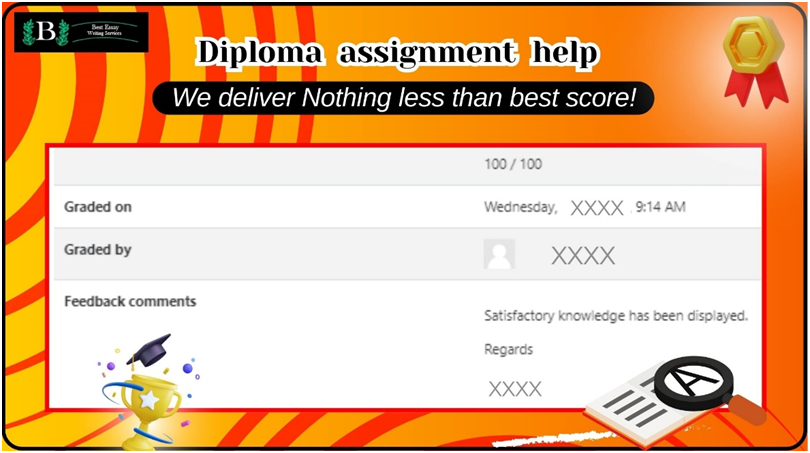 B
Best Essay
Writing Services
Diploma assignment help
We deliver Nothing less than best score!
100 / 100
Graded on
Wednesday, XXXX 9:14 AM
Graded by
XXXX
Feedback comments
Satisfactory knowledge has been displayed.
Regards
XXXX
A